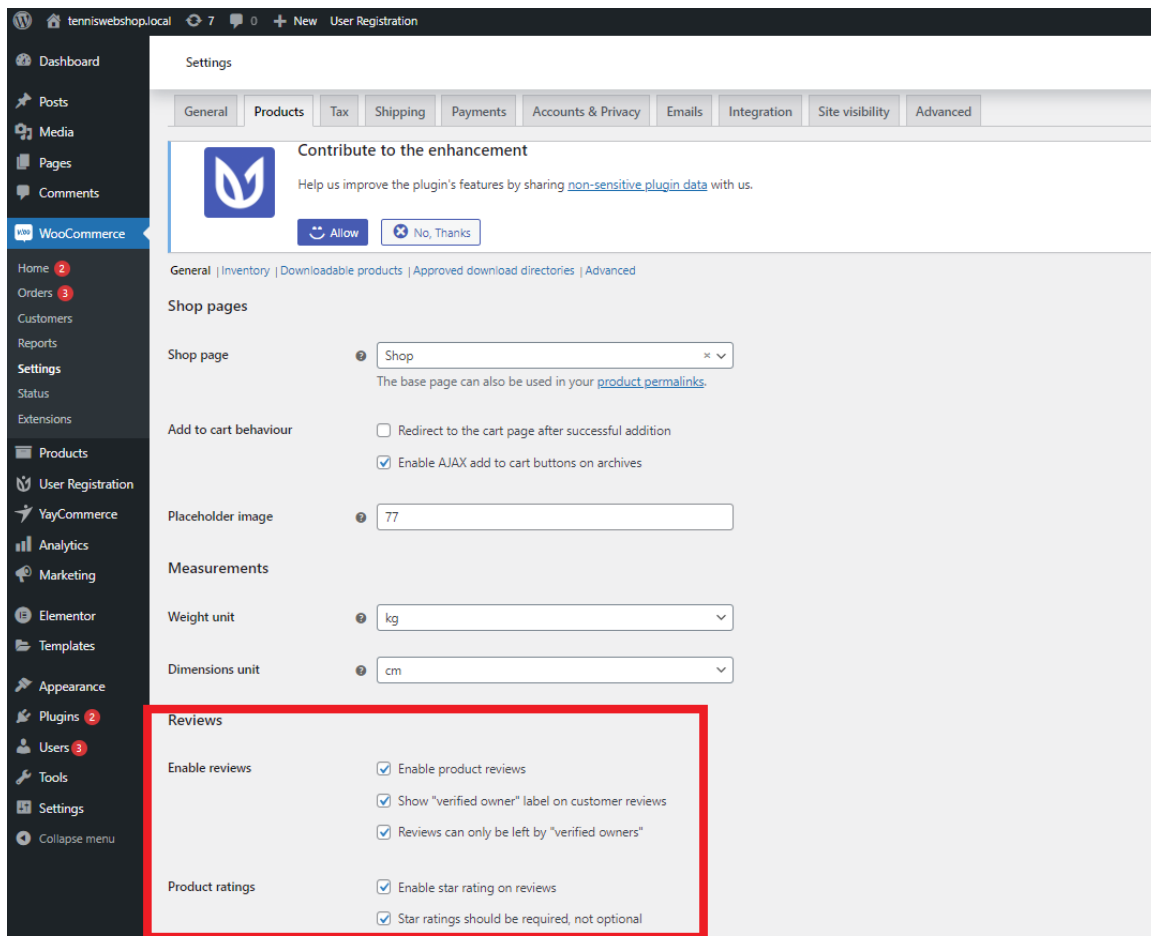 tenniswebshop.local 7 0 New User Registration
Dashboard
Posts
Media
Pages
Comments
WooCommerce
Home 2
Orders 3
Customers
Reports
Settings
Status
Extensions
Products
User Registration
YayCommerce
Analytics
Marketing
Elementor
Templates
Appearance
Plugins 2
Users 3
Tools
Settings
Collapse menu
Settings
General Products Tax Shipping Payments Accounts & Privacy Emails Integration Site visibility Advanced
Contribute to the enhancement
Help us improve the plugin's features by sharing non-sensitive plugin data with us.
Allow No, Thanks
General | Inventory | Downloadable products | Approved download directories | Advanced
Shop pages
Shop page Shop ×
The base page can also be used in your product permalinks.
Add to cart behaviour Redirect to the cart page after successful addition
Enable AJAX add to cart buttons on archives
Placeholder image 77
Measurements
Weight unit kg
Dimensions unit cm
Reviews
Enable reviews Enable product reviews
Show "verified owner" label on customer reviews
Reviews can only be left by "verified owners"
Product ratings Enable star rating on reviews
Star ratings should be required, not optional